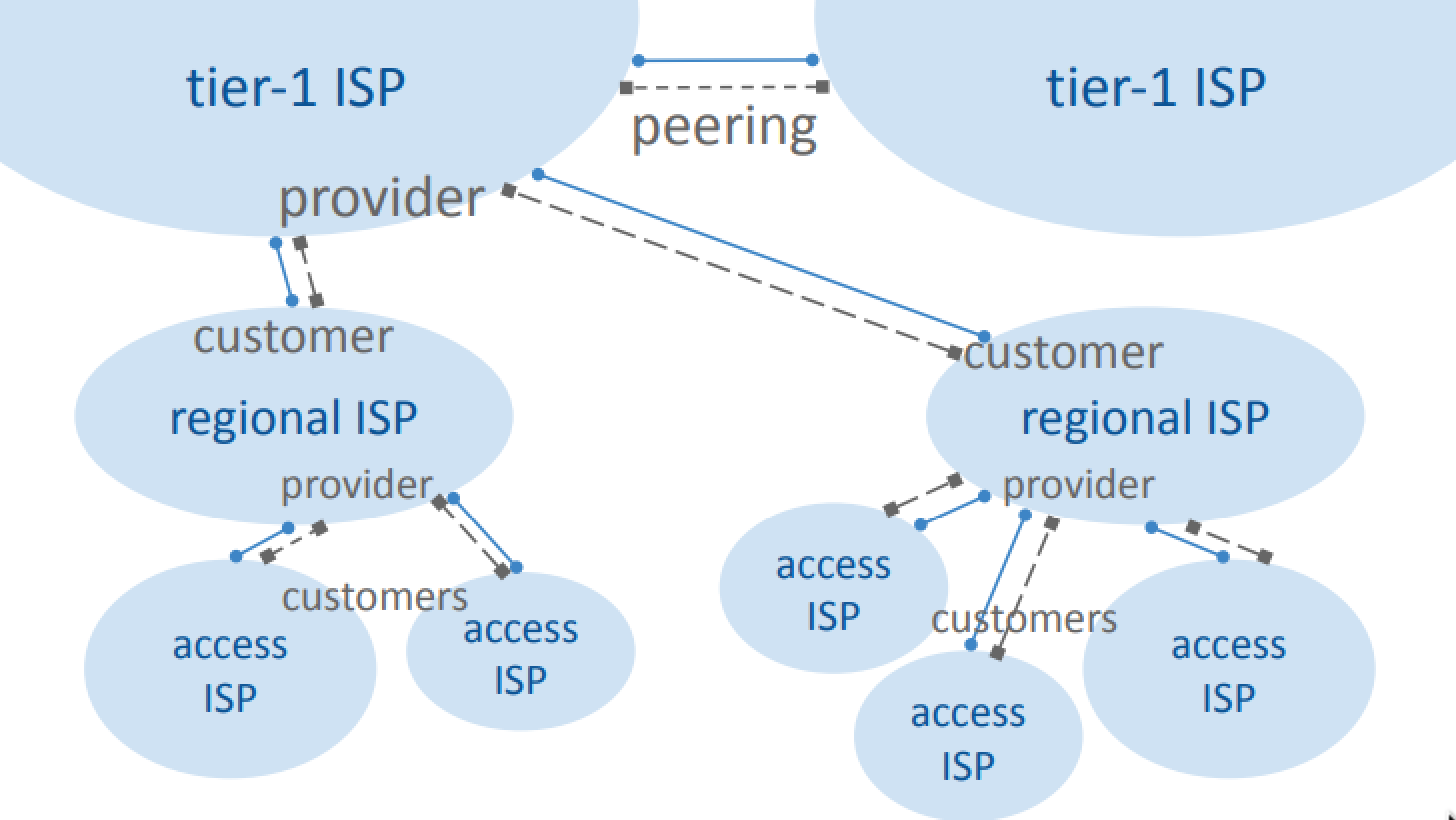 tier-1 ISP
tier-1 ISP
peering
provider
customer
customer
regional ISP
regional ISP
provider
provider
access
ISP
customers
customers
access
ISP
access
ISP
access
ISP
access
ISP